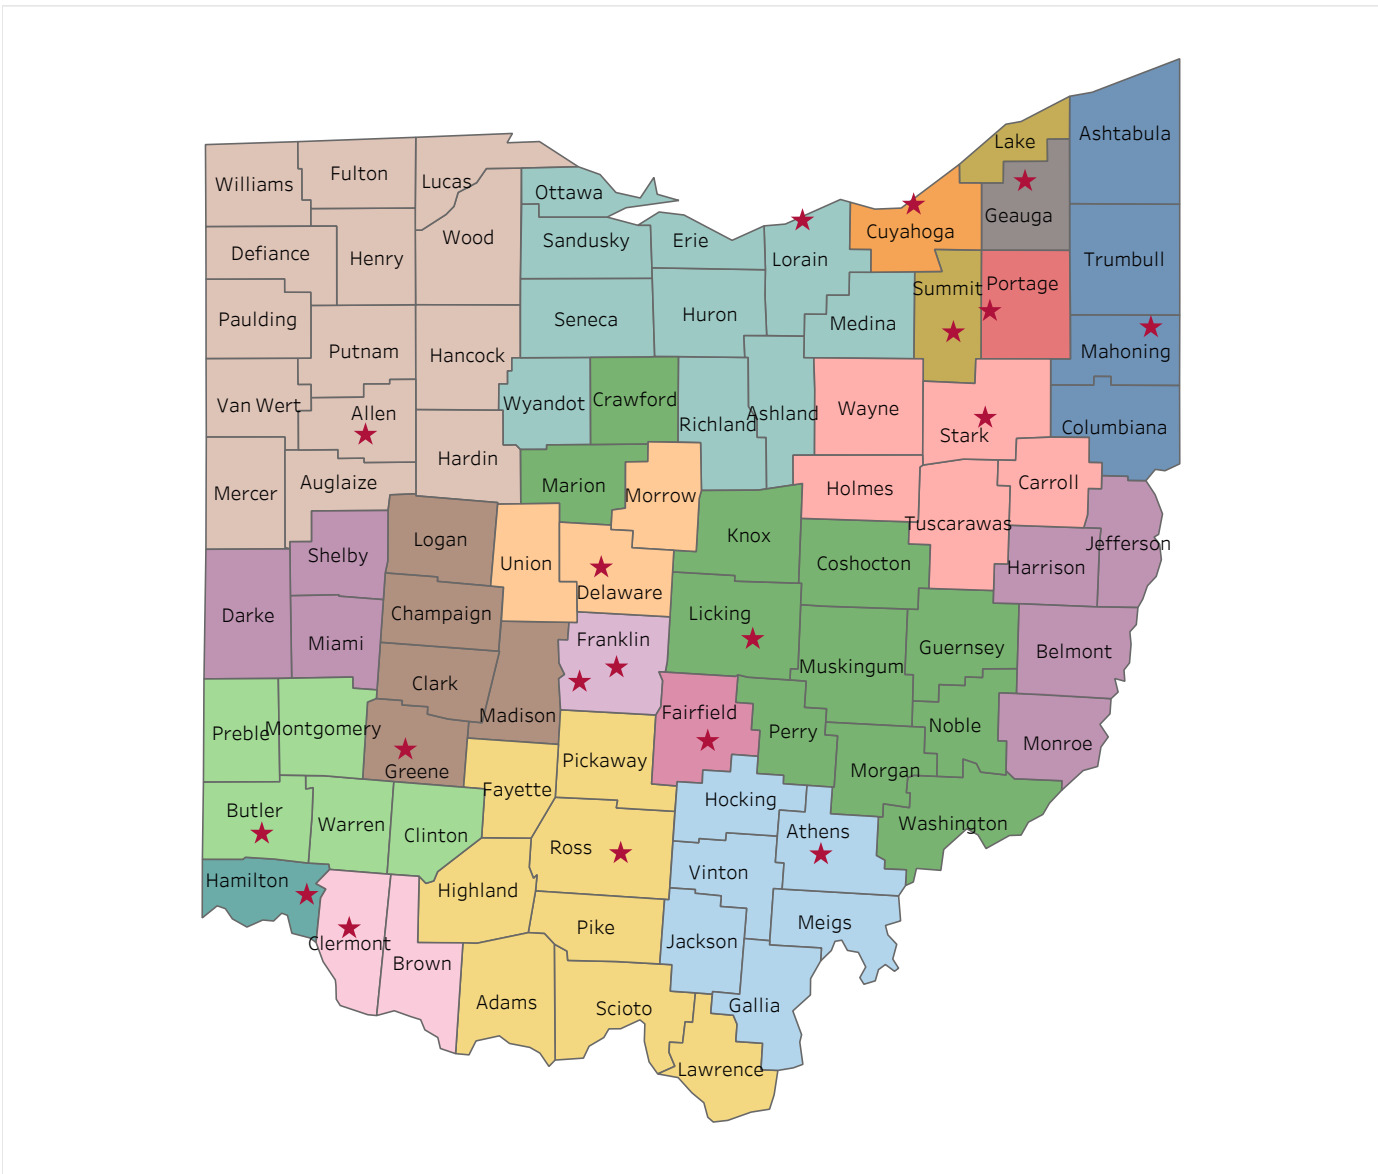 Ashtabula
Lake
Williams
Fulton
Lucas
Ottawa
Geauga
Cuyahoga
Defiance
Henry
Wood
Sandusky
Erie
Lorain
Trumbull
Paulding
Putnam
Hancock
Seneca
Huron
Medina
Summit
Portage
Mahoning
Van Wert
Allen
Wyandot
Crawford
Richland
Ashland
Wayne
Stark
Columbiana
Mercer
Auglaize
Hardin
Marion
Morrow
Holmes
Tuscarawas
Carroll
Jefferson
Shelby
Logan
Union
Delaware
Knox
Coshocton
Harrison
Darke
Miami
Champaign
Franklin
Licking
Muskingum
Guernsey
Belmont
Clark
Madison
Preble
Montgomery
Greene
Fairfield
Perry
Noble
Monroe
Morgan
Pickaway
Fayette
Butler
Warren
Clinton
Hocking
Athens
Washington
Hamilton
Ross
Highland
Vinton
Clermont
Brown
Pike
Jackson
Meigs
Adams
Scioto
Gallia
Lawrence